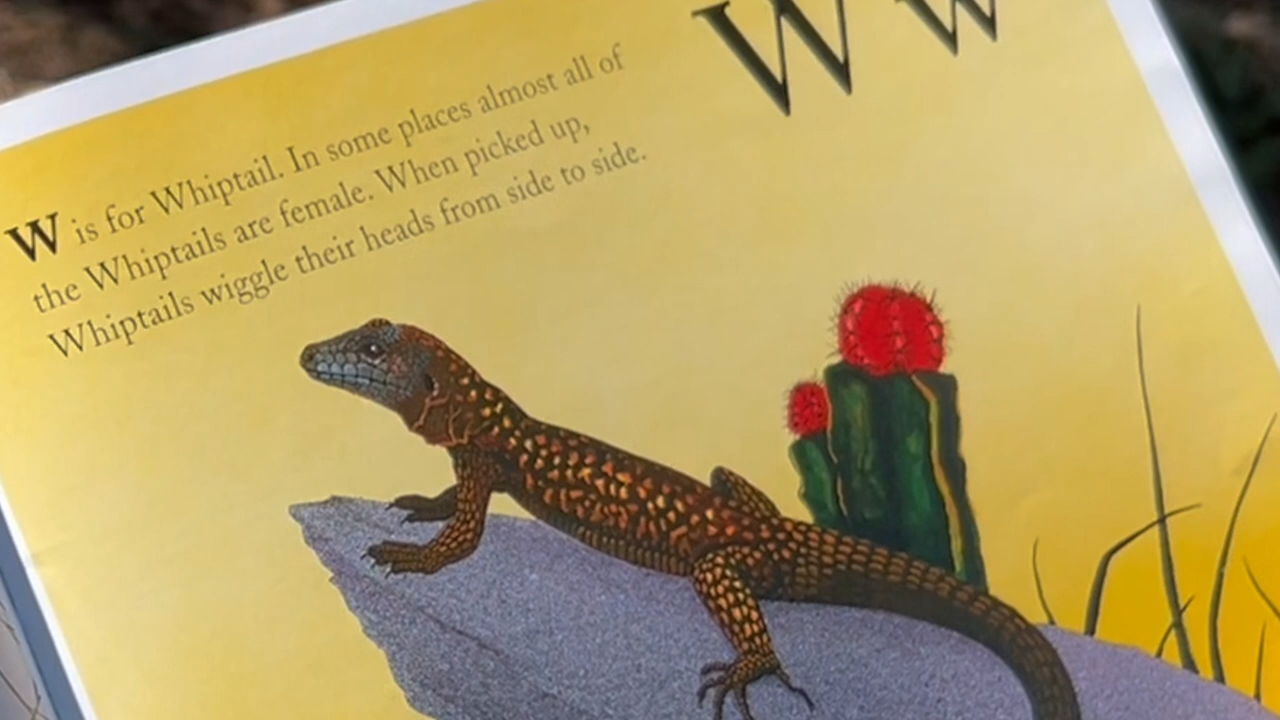 W w
W is for Whiptail. In some places almost all of
the Whiptails are female. When picked up,
Whiptails wiggle their heads from side to side.